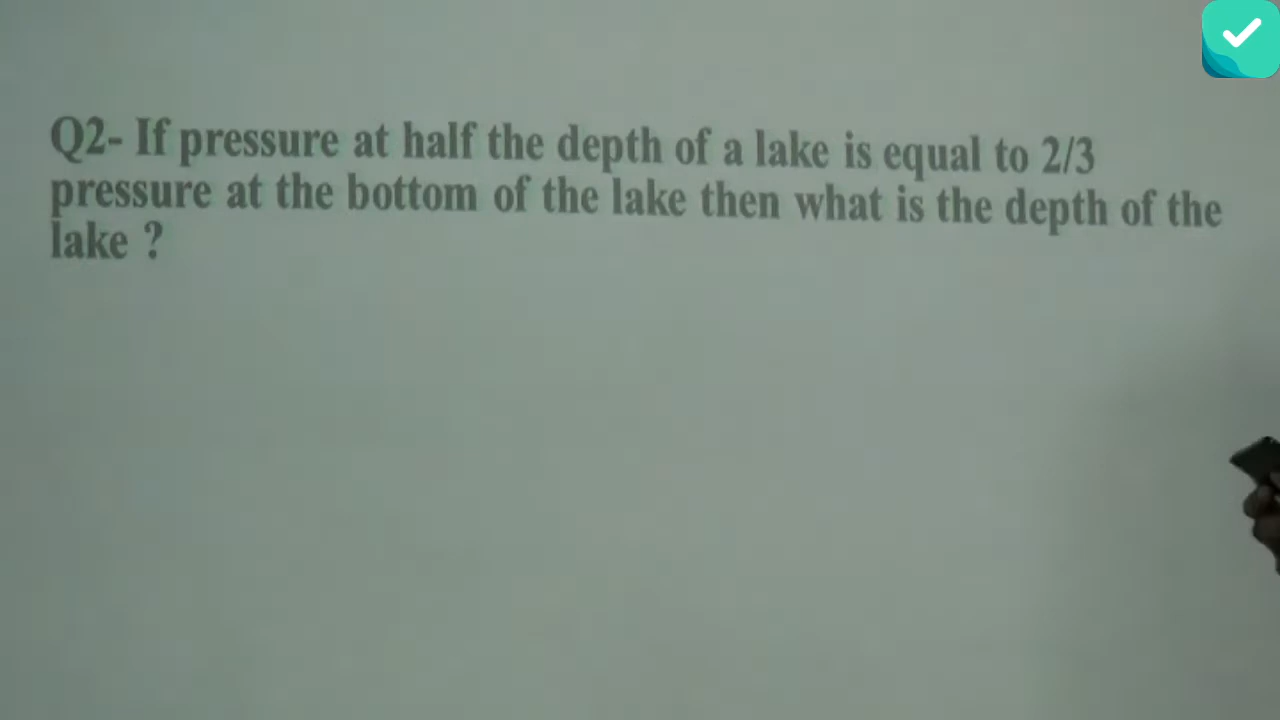 Q2- If pressure at half the depth of a lake is equal to 2/3
pressure at the bottom of the lake then what is the depth of the
lake ?